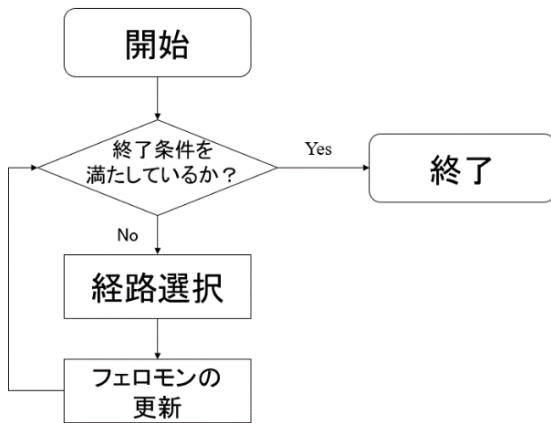 開始
終了条件を
満たしているか？
Yes
終了
No
経路選択
フェロモンの
更新